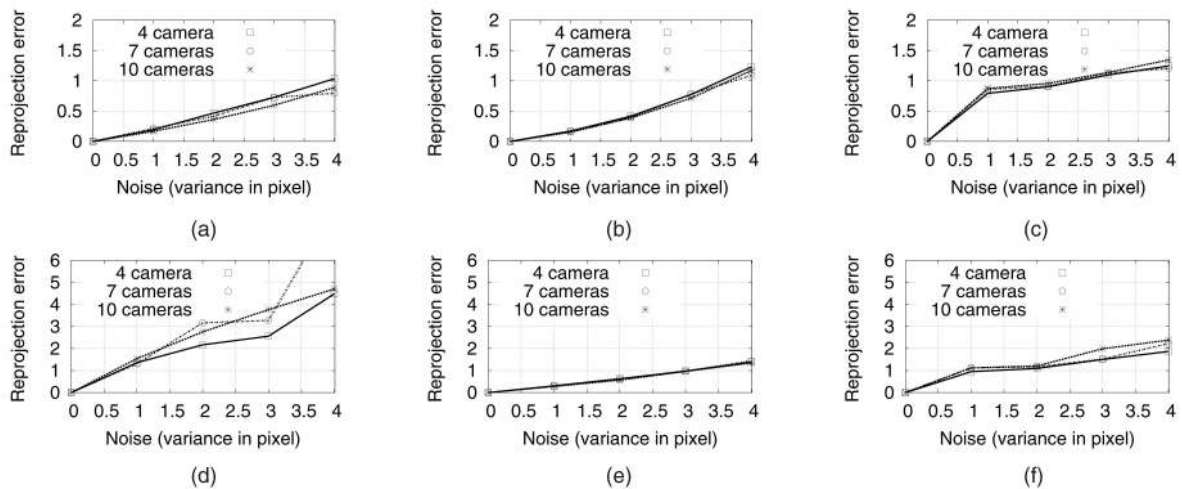 2
1.5
1
0.5
0
Reprojection error
4 camera
7 cameras
10 cameras
0 0.5 1 1.5 2 2.5 3 3.5 4
Noise (variance in pixel)
(a)
2
1.5
1
0.5
0
Reprojection error
4 camera
7 cameras
10 cameras
0 0.5 1 1.5 2 2.5 3 3.5 4
Noise (variance in pixel)
(b)
2
1.5
1
0.5
0
Reprojection error
4 camera
7 cameras
10 cameras
0 0.5 1 1.5 2 2.5 3 3.5 4
Noise (variance in pixel)
(c)
6
5
4
3
2
1
0
Reprojection error
4 camera
7 cameras
10 cameras
0 0.5 1 1.5 2 2.5 3 3.5 4
Noise (variance in pixel)
(d)
6
5
4
3
2
1
0
Reprojection error
4 camera
7 cameras
10 cameras
0 0.5 1 1.5 2 2.5 3 3.5 4
Noise (variance in pixel)
(e)
6
5
4
3
2
1
0
Reprojection error
4 camera
7 cameras
10 cameras
0 0.5 1 1.5 2 2.5 3 3.5 4
Noise (variance in pixel)
(f)